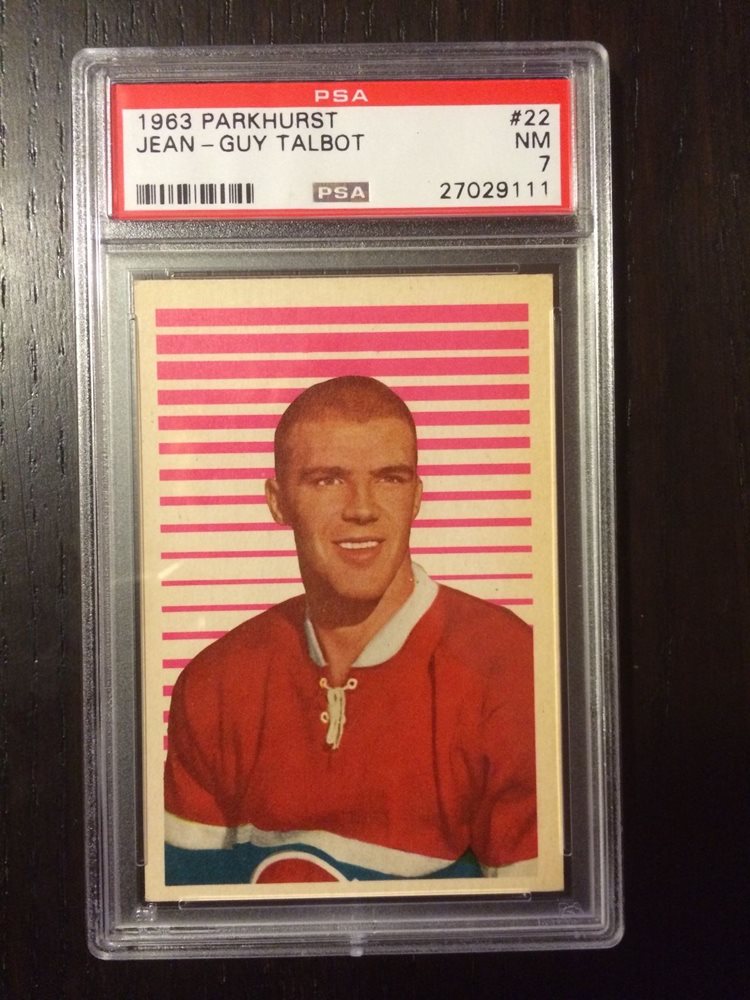 PSA
1963 PARKHURST #22
JEAN-GUY TALBOT NM
7
PSA 27029111